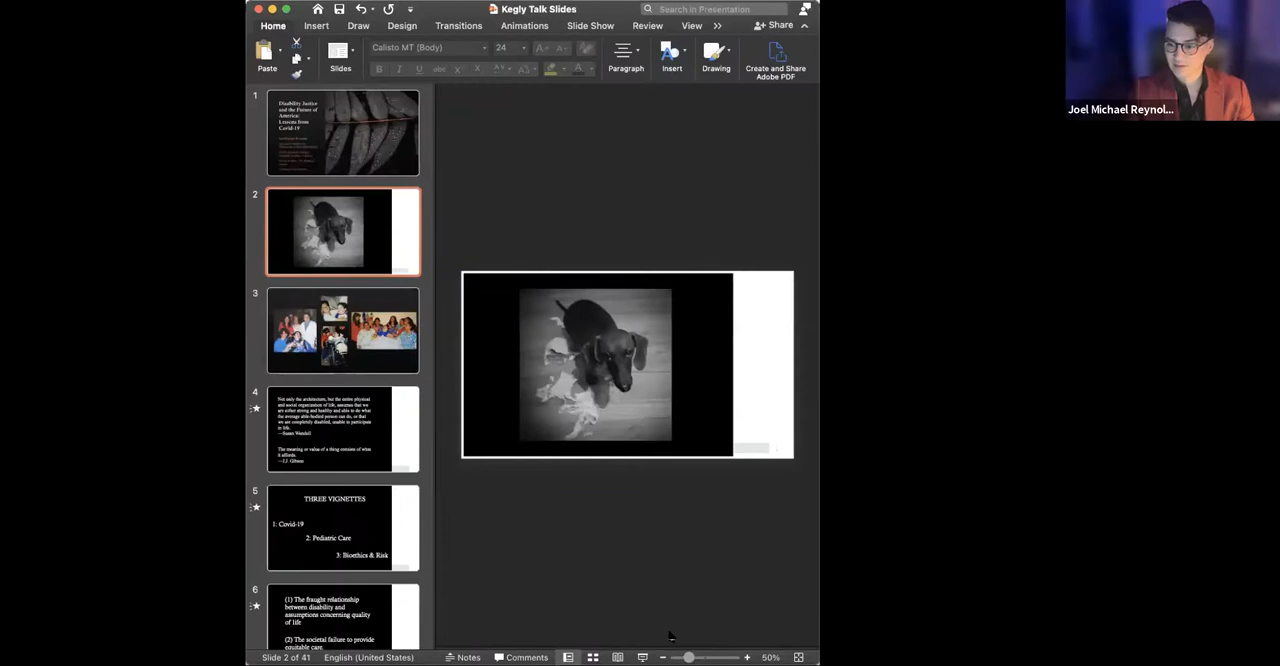 Kegly Talk Slides
Search in Presentation
Home
Insert
Draw
Design
Transitions
Animations
Slide Show
Review
View
Share
Paste
Slides
Calisto MT (Body)
24
Paragraph
Insert
Drawing
Create and Share
Adobe PDF
Joel Michael Reynol...
1
Disability Justice
and the Future of
America:
Lessons from
Covid-19
2
3
4
Not only the architecture, but the entire physical
and social organization of life, assumes that we
are either strong and healthy and able to do what
the average able-bodied person can do, or that
we are completely disabled, unable to participate
in life.
—Susan Wendell
The meaning or value of a thing consists of what
it affords.
—J.J. Gibson
5
THREE VIGNETTES
1: Covid-19
2: Pediatric Care
3: Bioethics & Risk
6
(1) The fraught relationship
between disability and
assumptions concerning quality
of life
(2) The societal failure to provide
equitable care.
Slide 2 of 41
English (United States)
Notes
Comments
50%